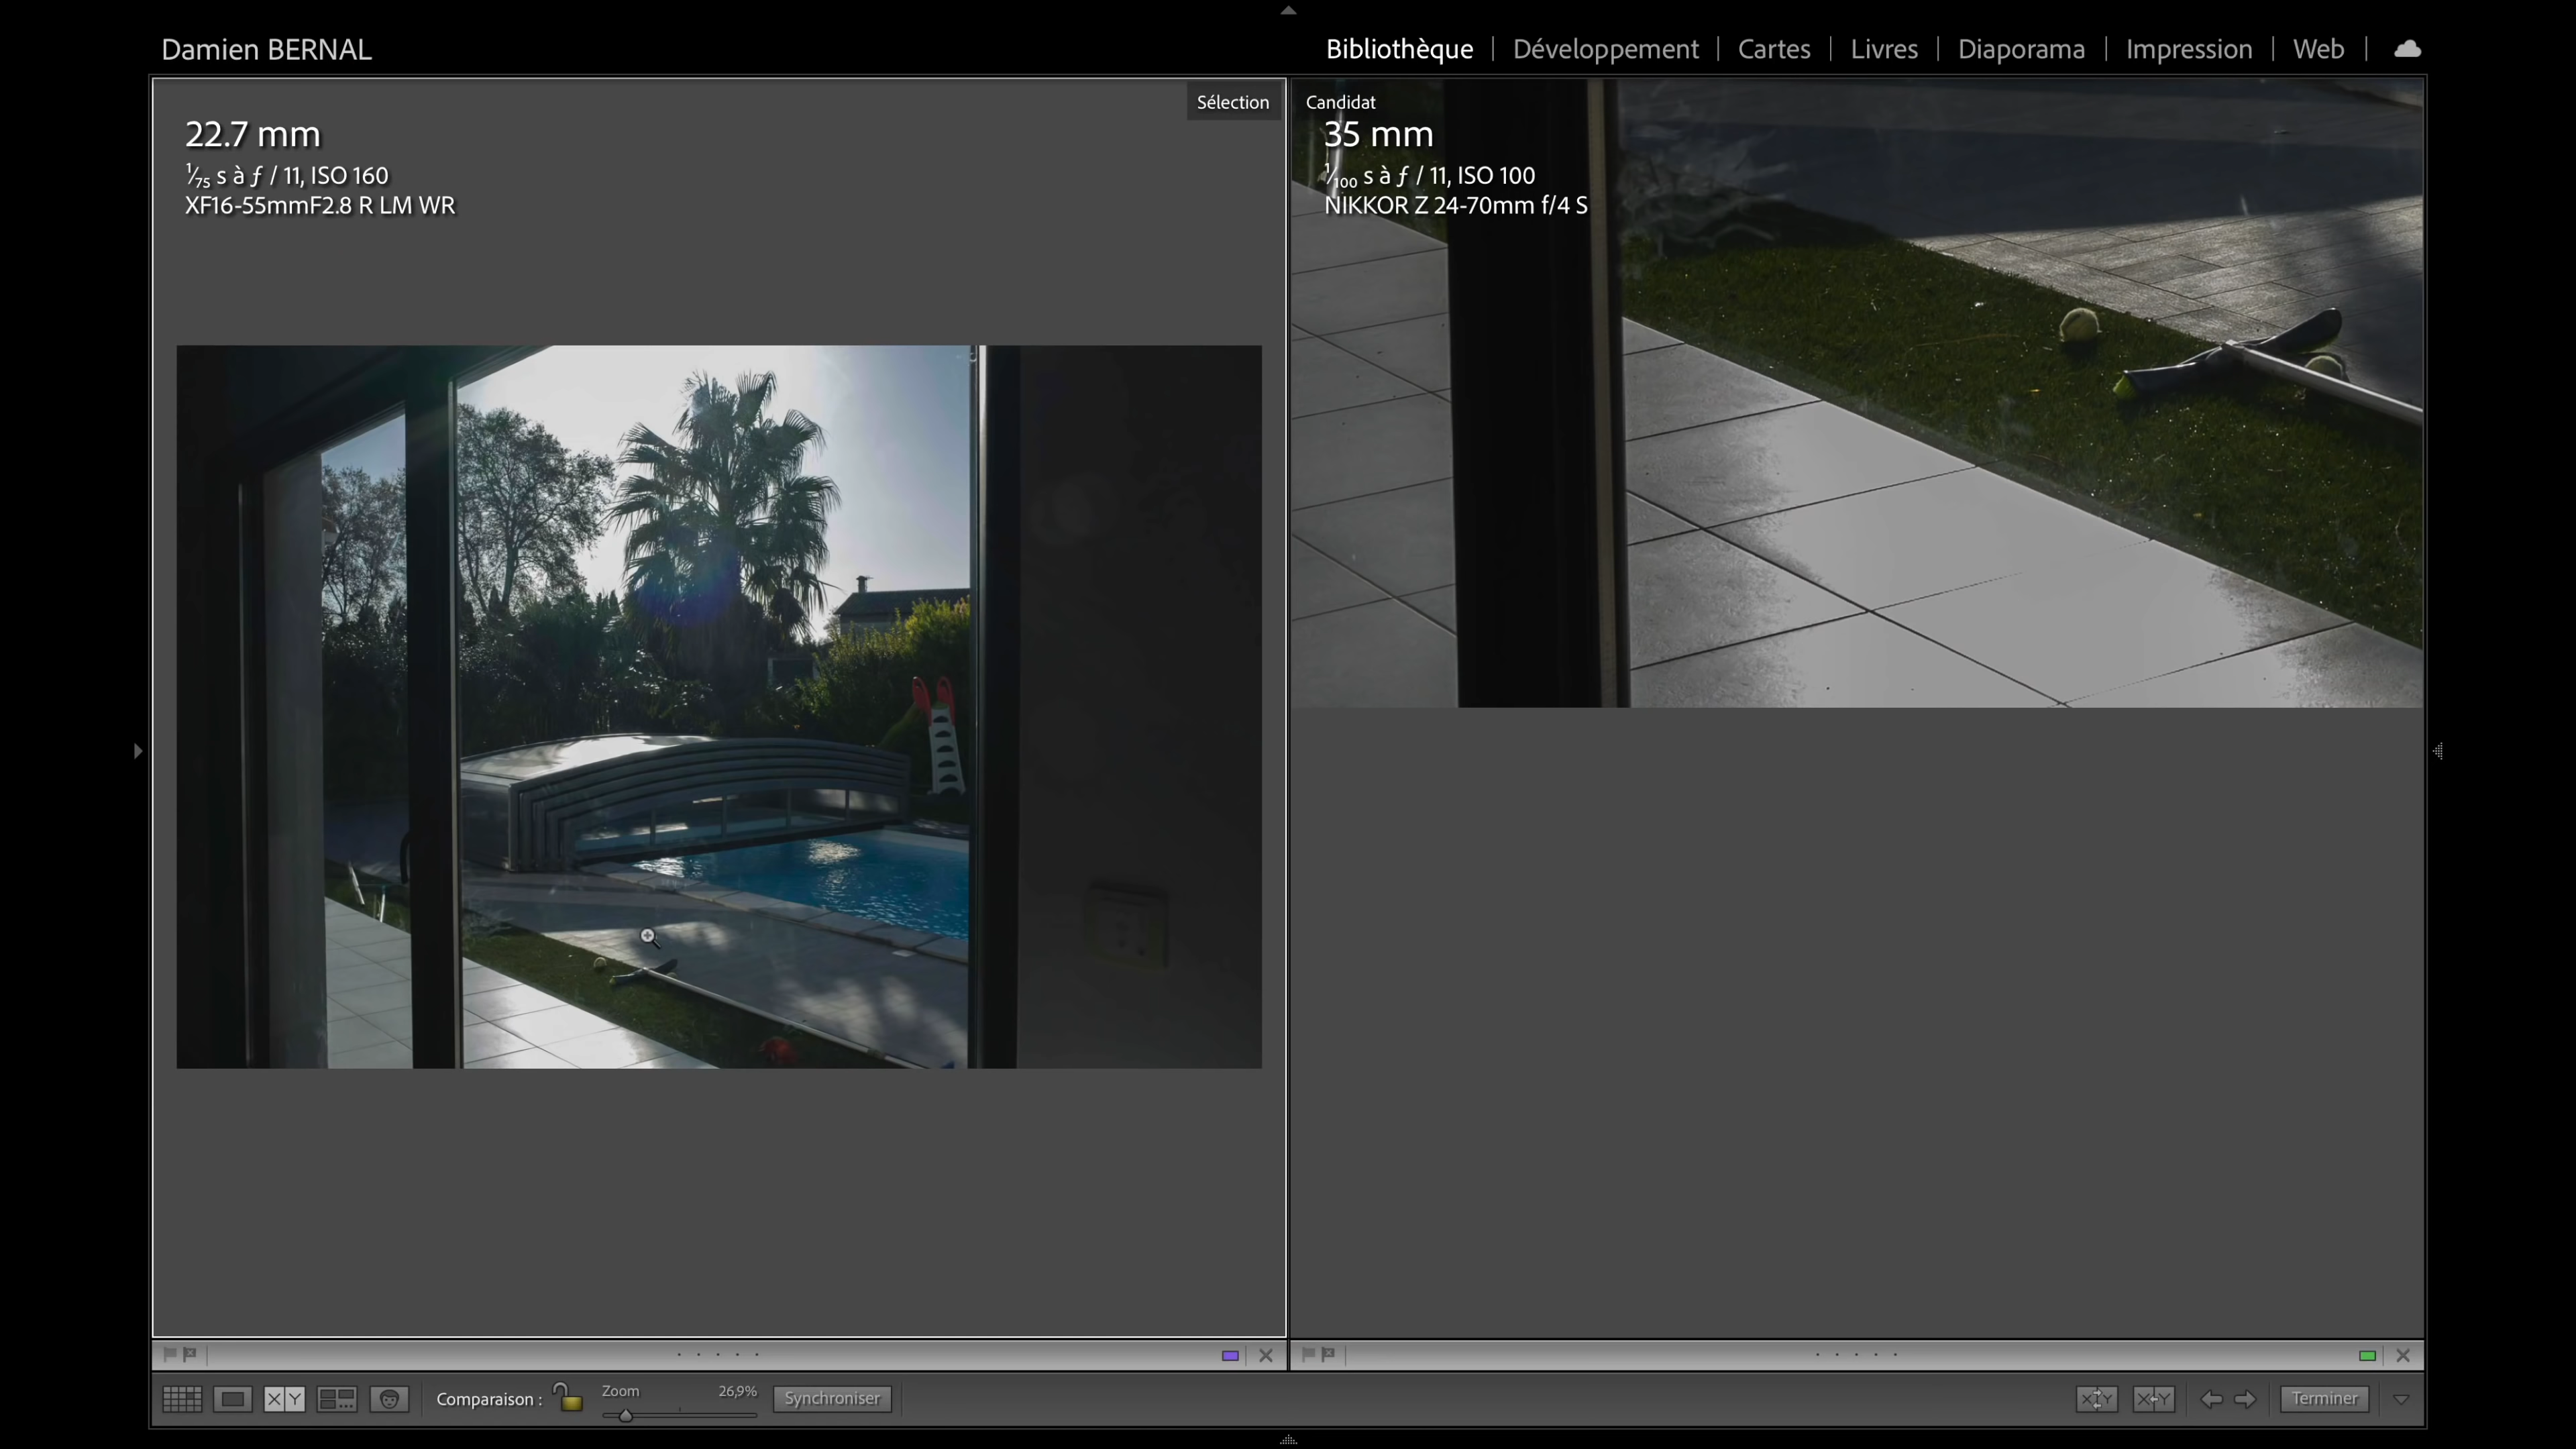 Damien BERNAL
Bibliothèque | Développement | Cartes | Livres | Diaporama | Impression | Web |
Sélection
22.7 mm
1/75 s à ƒ / 11, ISO 160
XF16-55mmF2.8 R LM WR
Candidat
35 mm
1/100 s à ƒ / 11, ISO 100
NIKKOR Z 24-70mm f/4 S
X Y
Comparaison :
Zoom
26,9%
Synchroniser
X Y
X Y
Terminer